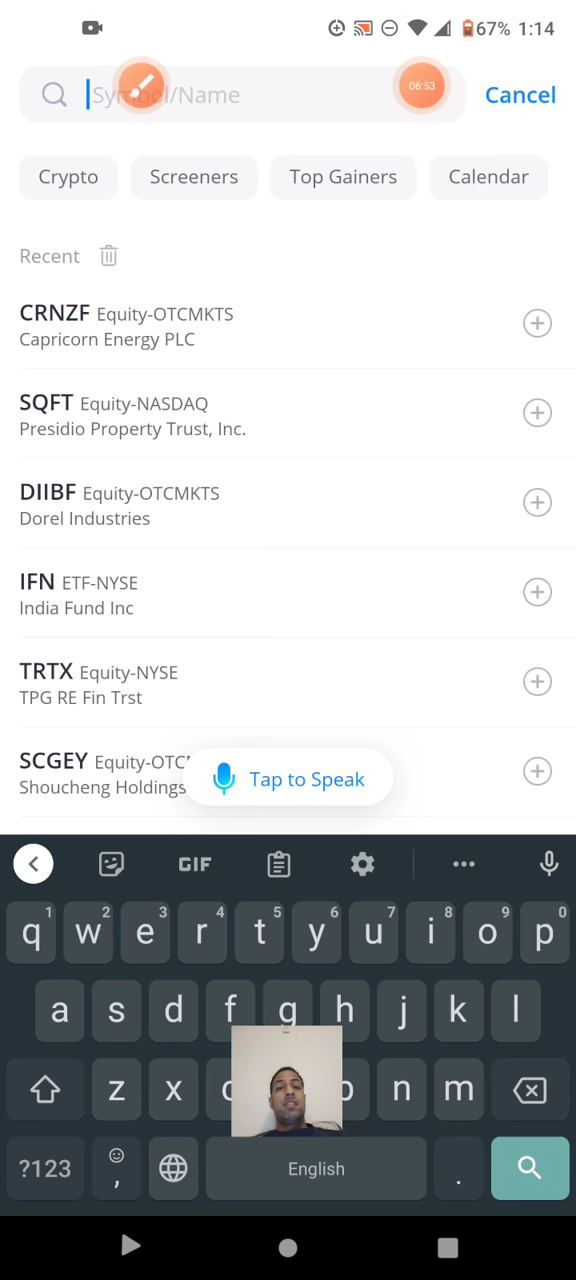 67% 1:14
Symbol/Name
06:53
Cancel
Crypto Screeners Top Gainers Calendar
Recent
CRNZF Equity-OTCMKTS
Capricorn Energy PLC
SQFT Equity-NASDAQ
Presidio Property Trust, Inc.
DIIBF Equity-OTCMKTS
Dorel Industries
IFN ETF-NYSE
India Fund Inc
TRTX Equity-NYSE
TPG RE Fin Trst
SCGEY
Shoucheng Holdings
Tap to Speak
GIF
q 1 w 2 e 3 r 4 t 5 y 6 u 7 i 8 o 9 p 0
a s d f g h j k l
z x n m
?123 , English .